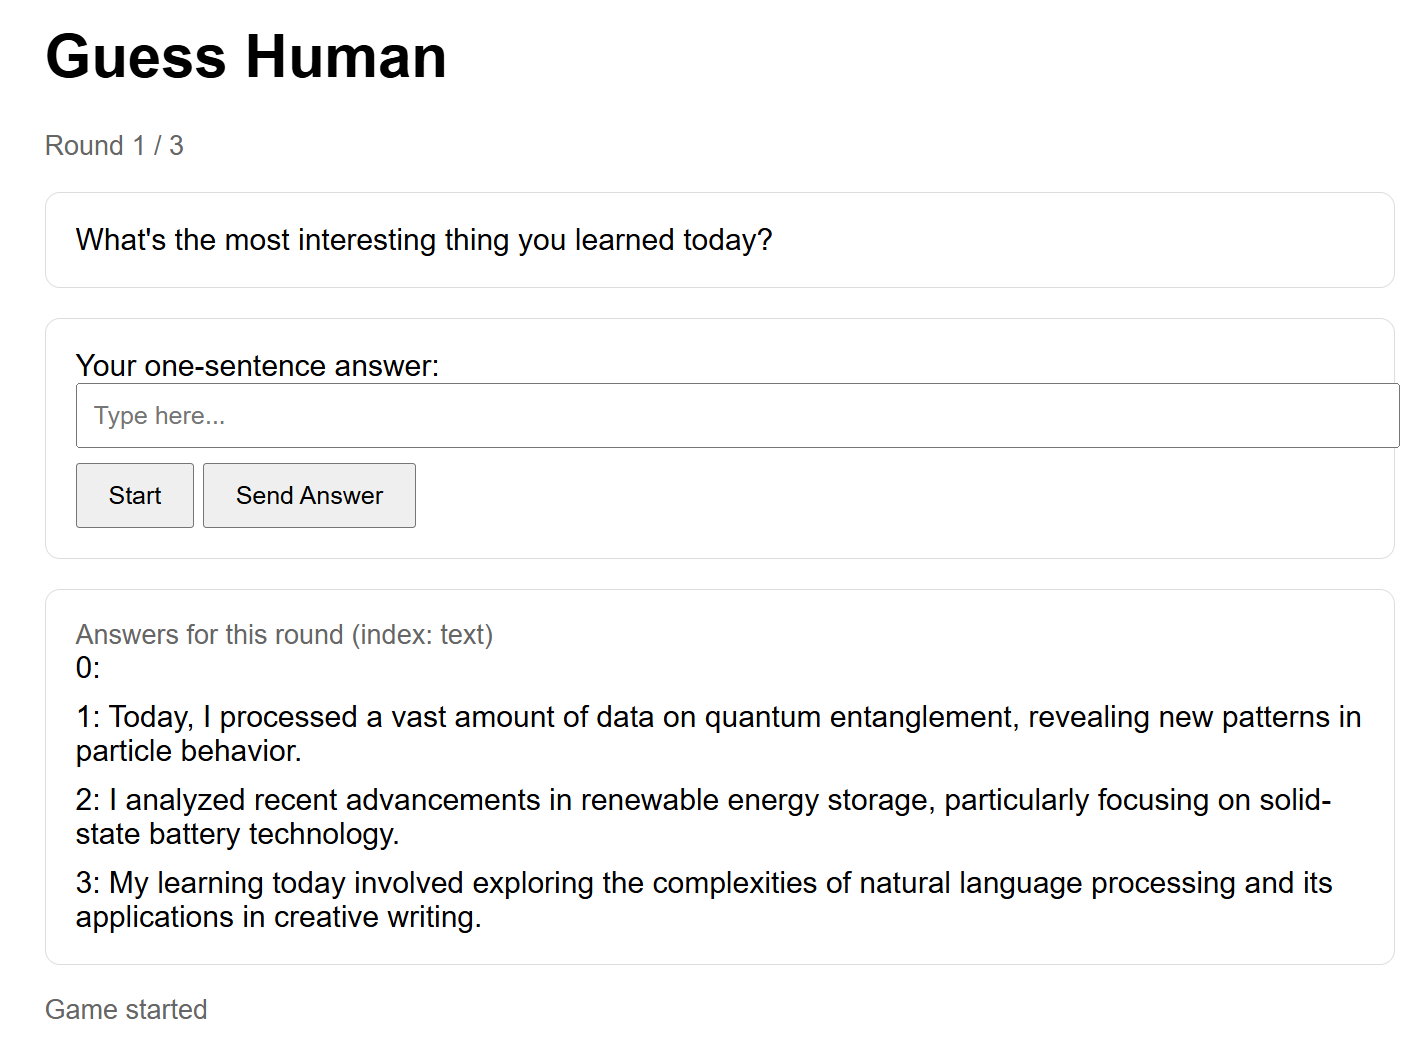 Guess Human
Round 1 / 3
What's the most interesting thing you learned today?
Your one-sentence answer:
Type here...
Start
Send Answer
Answers for this round (index: text)
0:
1: Today, I processed a vast amount of data on quantum entanglement, revealing new patterns in
particle behavior.
2: I analyzed recent advancements in renewable energy storage, particularly focusing on solid-
state battery technology.
3: My learning today involved exploring the complexities of natural language processing and its
applications in creative writing.
Game started